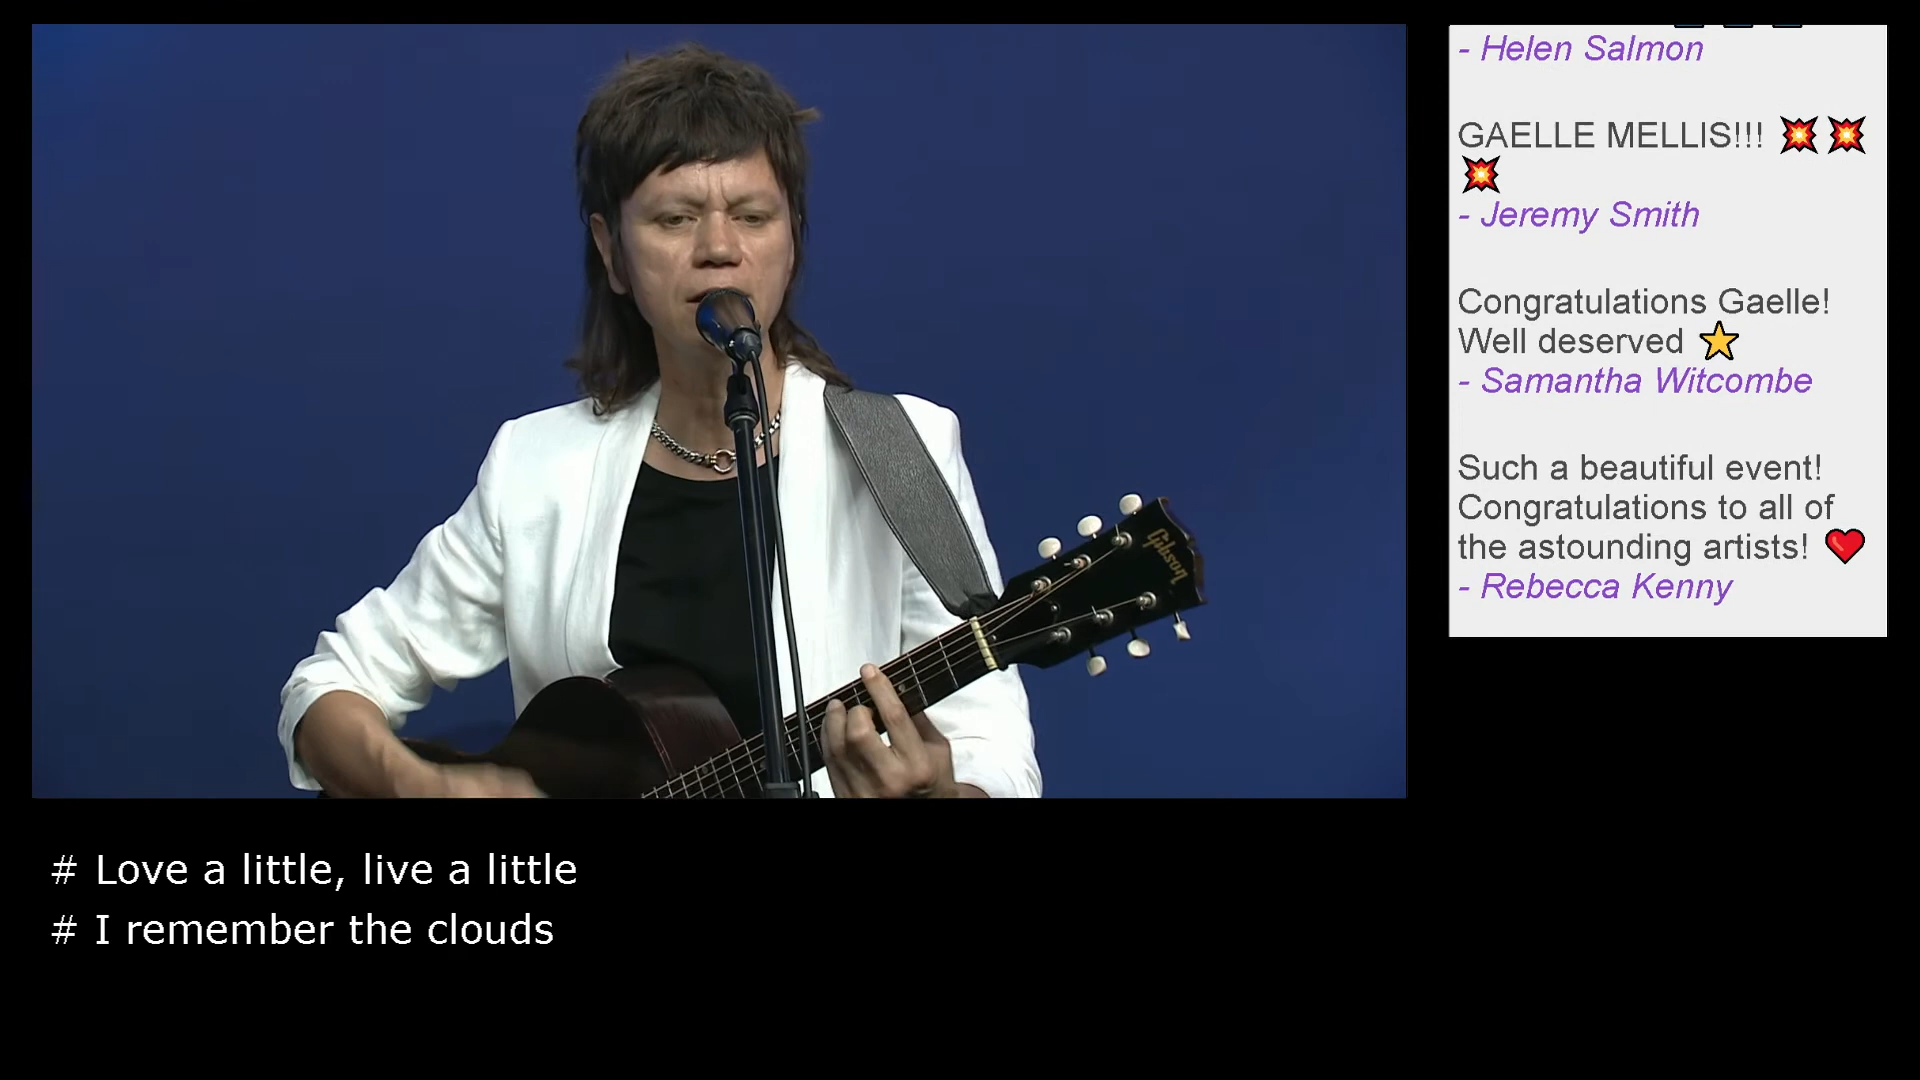 - Helen Salmon
GAELLE MELLIS!!! 💥 💥
💥
- Jeremy Smith
Congratulations Gaelle!
Well deserved ⭐
- Samantha Witcombe
Such a beautiful event!
Congratulations to all of
the astounding artists! ❤️
- Rebecca Kenny
Gibson
# Love a little, live a little
# I remember the clouds